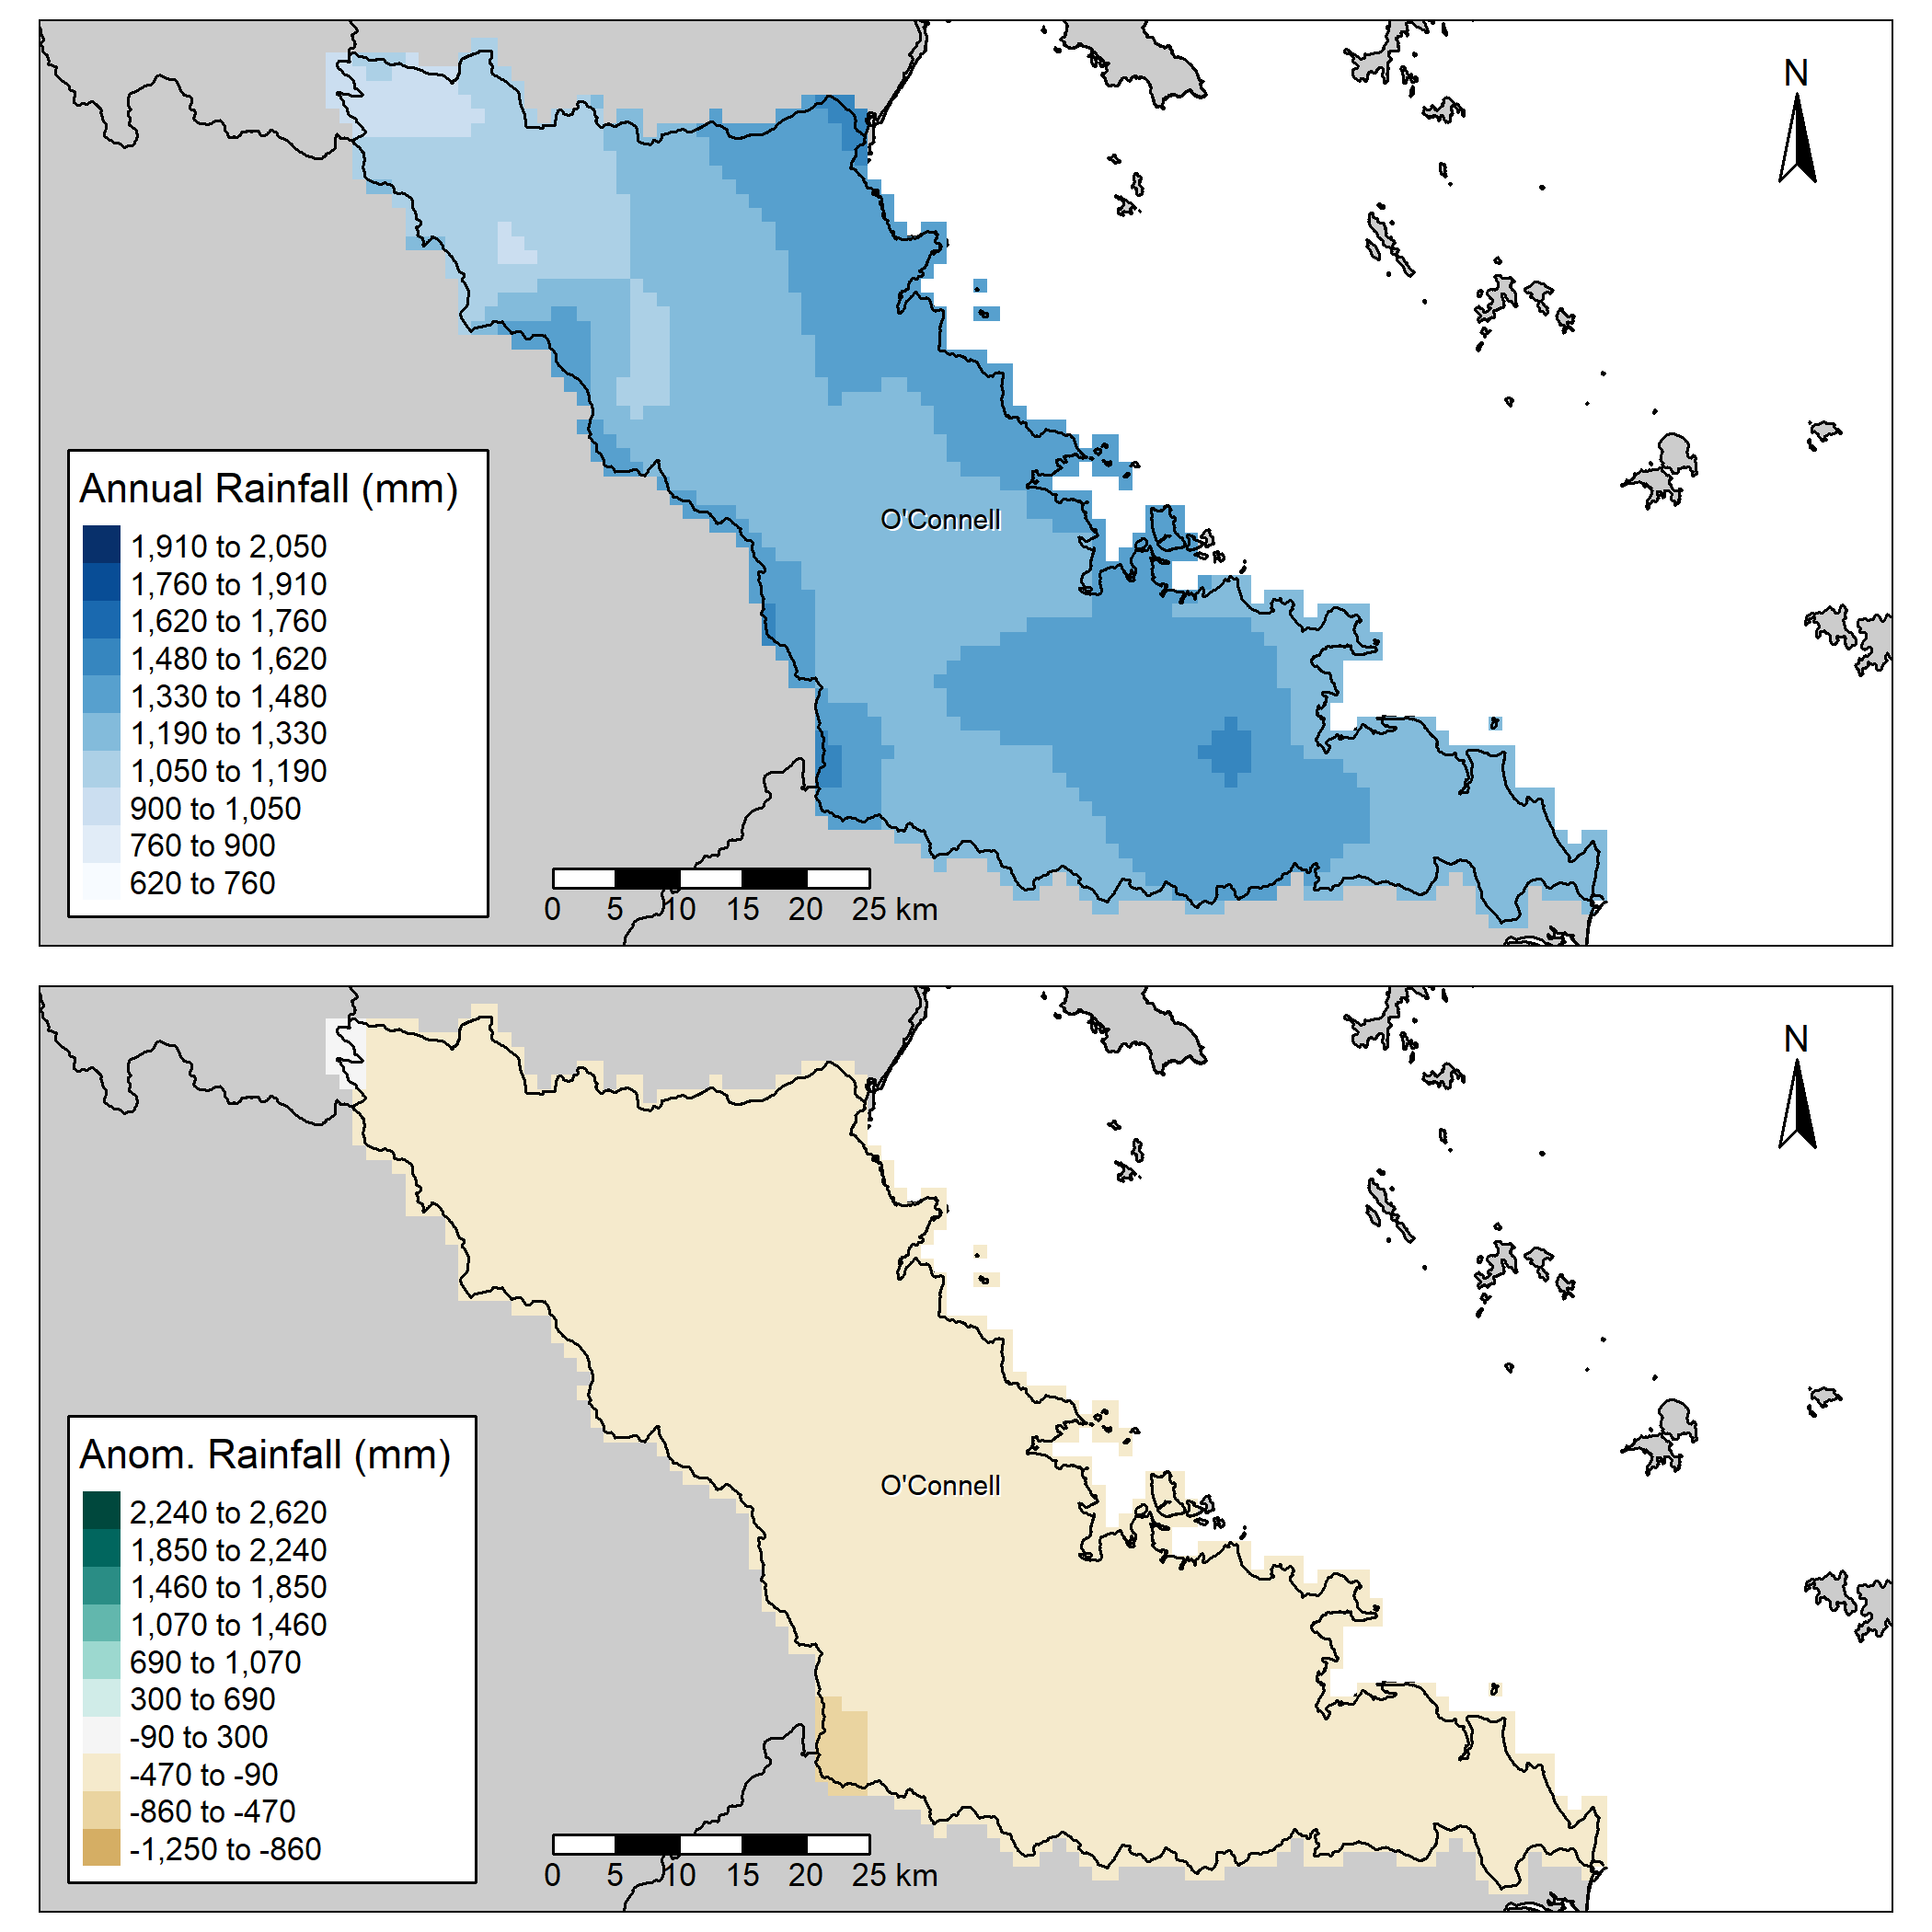 N
O'Connell
Annual Rainfall (mm)
1,910 to 2,050
1,760 to 1,910
1,620 to 1,760
1,480 to 1,620
1,330 to 1,480
1,190 to 1,330
1,050 to 1,190
900 to 1,050
760 to 900
620 to 760
0 5 10 15 20 25 km
N
O'Connell
Anom. Rainfall (mm)
2,240 to 2,620
1,850 to 2,240
1,460 to 1,850
1,070 to 1,460
690 to 1,070
300 to 690
-90 to 300
-470 to -90
-860 to -470
-1,250 to -860
0 5 10 15 20 25 km